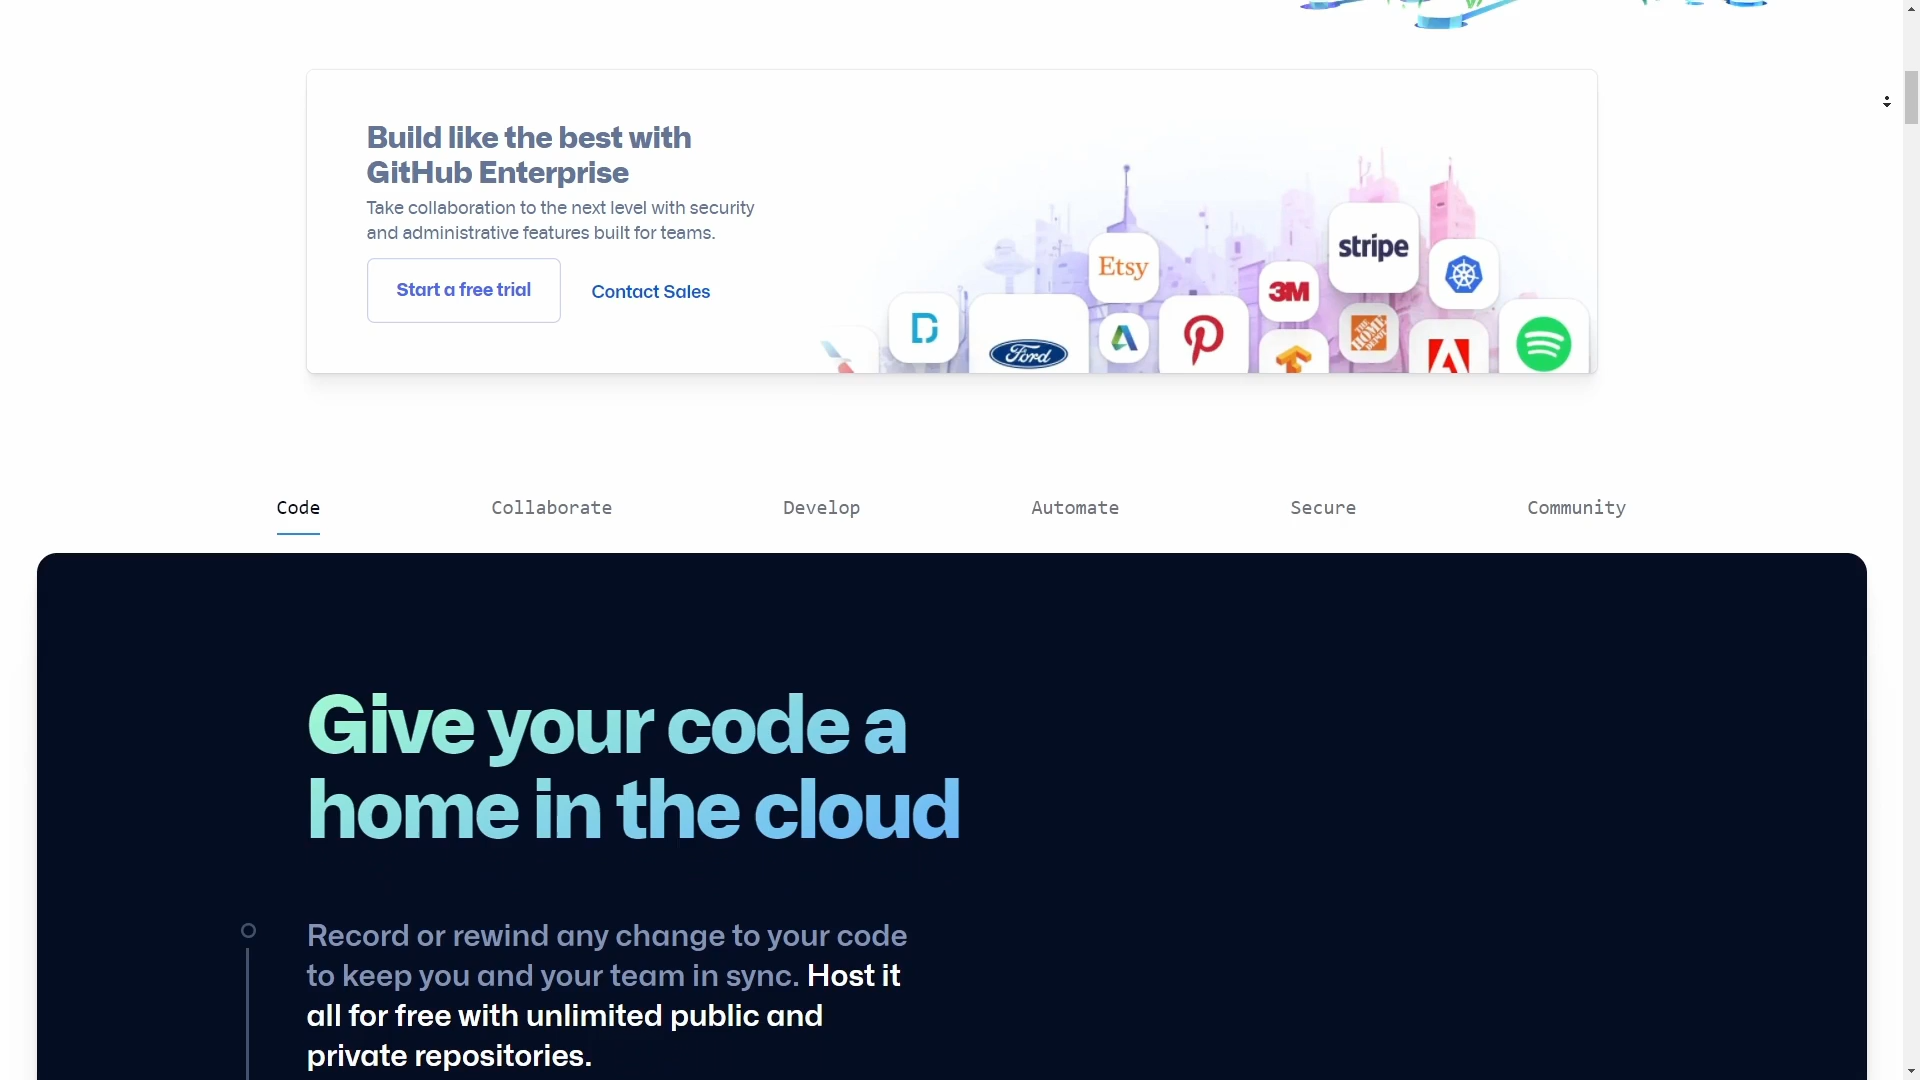 Build like the best with
GitHub Enterprise
Take collaboration to the next level with security
and administrative features built for teams.
Start a free trial
Contact Sales
stripe
Etsy
3M
THE HOME DEPOT
Ford
Code
Collaborate
Develop
Automate
Secure
Community
Give your code a
home in the cloud
Record or rewind any change to your code
to keep you and your team in sync. Host it
all for free with unlimited public and
private repositories.